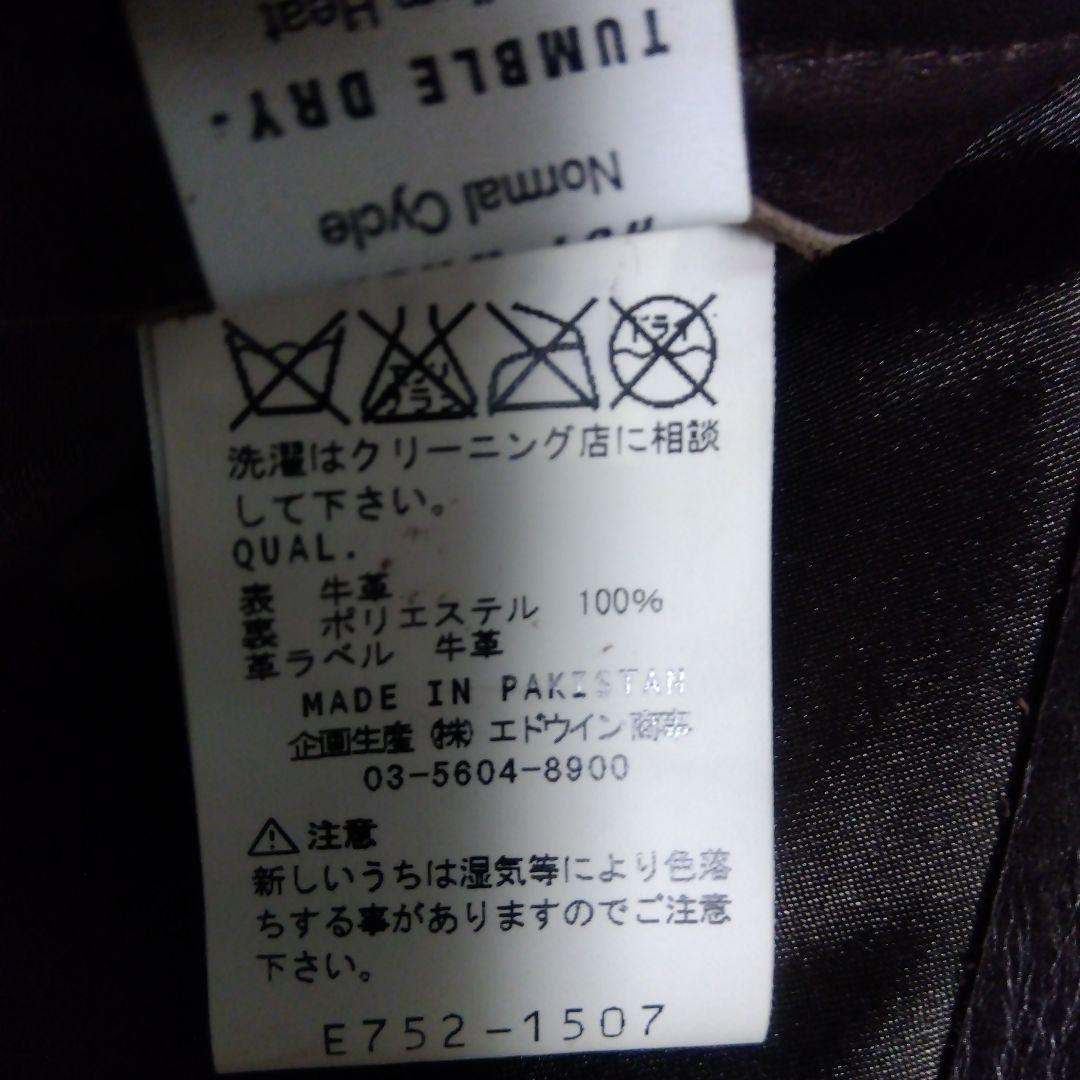 Heat
TUMBLE DRY.
Normal Cycle
ドライ
洗濯はクリーニング店に相談
して下さい。
QUAL.
表 牛革
裏 ポリエステル 100%
革ラベル 牛革
MADE IN PAKISTAN
企画生産 ㈱ エドウイン商事
03-5604-8900
⚠ 注意
新しいうちは湿気等により色落
ちする事がありますのでご注意
下さい。
E752-1507